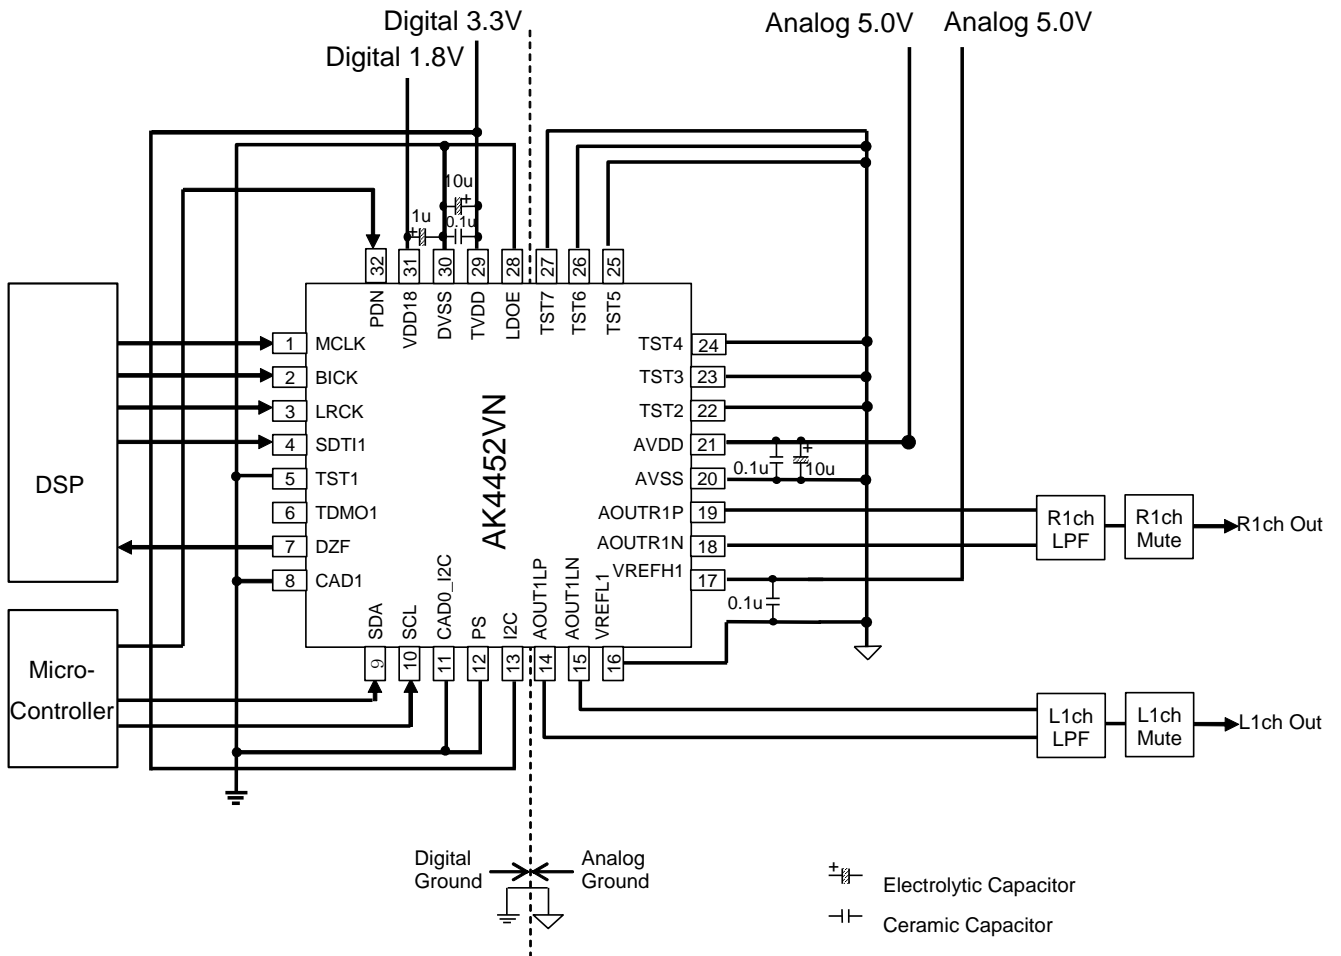 Digital 3.3V
Digital 1.8V
Analog 5.0V
Analog 5.0V
10u
+
1u
+
0.1u
32
31
30
29
28
27
26
25
PDN
VDD18
DVSS
TVDD
LDOE
TST7
TST6
TST5
DSP
1
MCLK
2
BICK
3
LRCK
4
SDTI1
5
TST1
6
TDMO1
7
DZF
8
CAD1
AK4452VN
TST4
24
TST3
23
TST2
22
AVDD
21
AVSS
20
AOUTR1P
19
AOUTR1N
18
VREFH1
17
0.1u
+
10u
0.1u
R1ch
LPF
R1ch
Mute
R1ch Out
SDA
SCL
CAD0_I2C
PS
I2C
AOUT1LP
AOUT1LN
VREFL1
9
10
11
12
13
14
15
16
Micro-
Controller
L1ch
LPF
L1ch
Mute
L1ch Out
Digital
Ground
Analog
Ground
+
Electrolytic Capacitor
Ceramic Capacitor